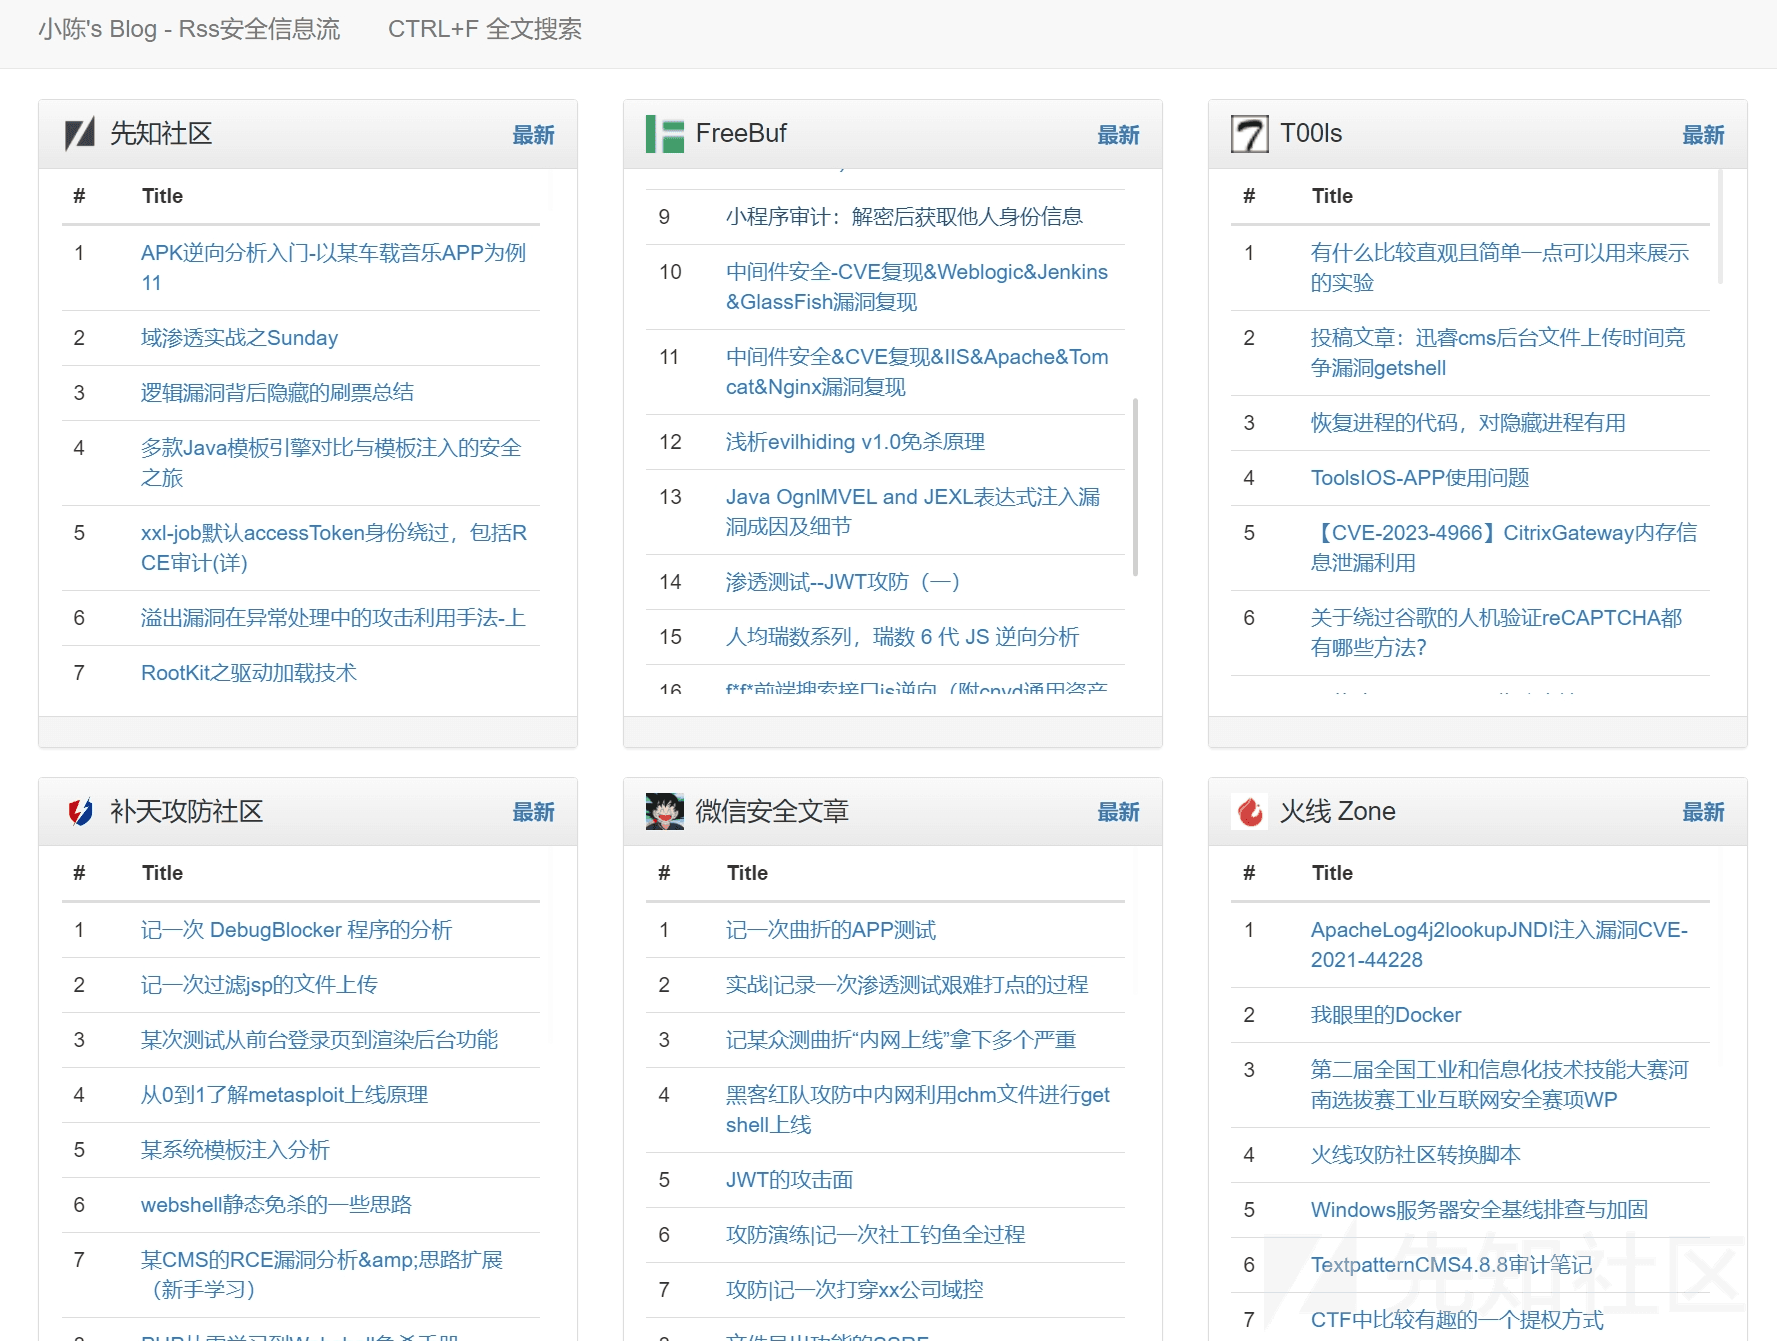 小陈's Blog - Rss安全信息流 CTRL+F 全文搜索
先知社区 最新
# Title
1 APK逆向分析入门-以某车载音乐APP为例
11
2 域渗透实战之Sunday
3 逻辑漏洞背后隐藏的刷票总结
4 多款Java模板引擎对比与模板注入的安全
之旅
5 xxl-job默认accessToken身份绕过，包括R
CE审计(详)
6 溢出漏洞在异常处理中的攻击利用手法-上
7 RootKit之驱动加载技术
FreeBuf 最新
9 小程序审计：解密后获取他人身份信息
10 中间件安全-CVE复现&Weblogic&Jenkins
&GlassFish漏洞复现
11 中间件安全&CVE复现&IIS&Apache&Tom
cat&Nginx漏洞复现
12 浅析evilhiding v1.0免杀原理
13 Java OgnlMVEL and JEXL表达式注入漏
洞成因及细节
14 渗透测试--JWT攻防（一）
15 人均瑞数系列，瑞数 6 代 JS 逆向分析
16 f*f*前端搜索接口js逆向（附cnvd通用资产
T00ls 最新
# Title
1 有什么比较直观且简单一点可以用来展示
的实验
2 投稿文章：迅睿cms后台文件上传时间竞
争漏洞getshell
3 恢复进程的代码，对隐藏进程有用
4 ToolsIOS-APP使用问题
5 【CVE-2023-4966】CitrixGateway内存信
息泄漏利用
6 关于绕过谷歌的人机验证reCAPTCHA都
有哪些方法?
补天攻防社区 最新
# Title
1 记一次 DebugBlocker 程序的分析
2 记一次过滤jsp的文件上传
3 某次测试从前台登录页到渲染后台功能
4 从0到1了解metasploit上线原理
5 某系统模板注入分析
6 webshell静态免杀的一些思路
7 某CMS的RCE漏洞分析&amp;思路扩展
（新手学习）
微信安全文章 最新
# Title
1 记一次曲折的APP测试
2 实战|记录一次渗透测试艰难打点的过程
3 记某众测曲折“内网上线”拿下多个严重
4 黑客红队攻防中内网利用chm文件进行get
shell上线
5 JWT的攻击面
6 攻防演练|记一次社工钓鱼全过程
7 攻防|记一次打穿xx公司域控
火线 Zone 最新
# Title
1 ApacheLog4j2lookupJNDI注入漏洞CVE-
2021-44228
2 我眼里的Docker
3 第二届全国工业和信息化技术技能大赛河
南选拔赛工业互联网安全赛项WP
4 火线攻防社区转换脚本
5 Windows服务器安全基线排查与加固
6 TextpatternCMS4.8.8审计笔记
7 CTF中比较有趣的一个提权方式
先知社区